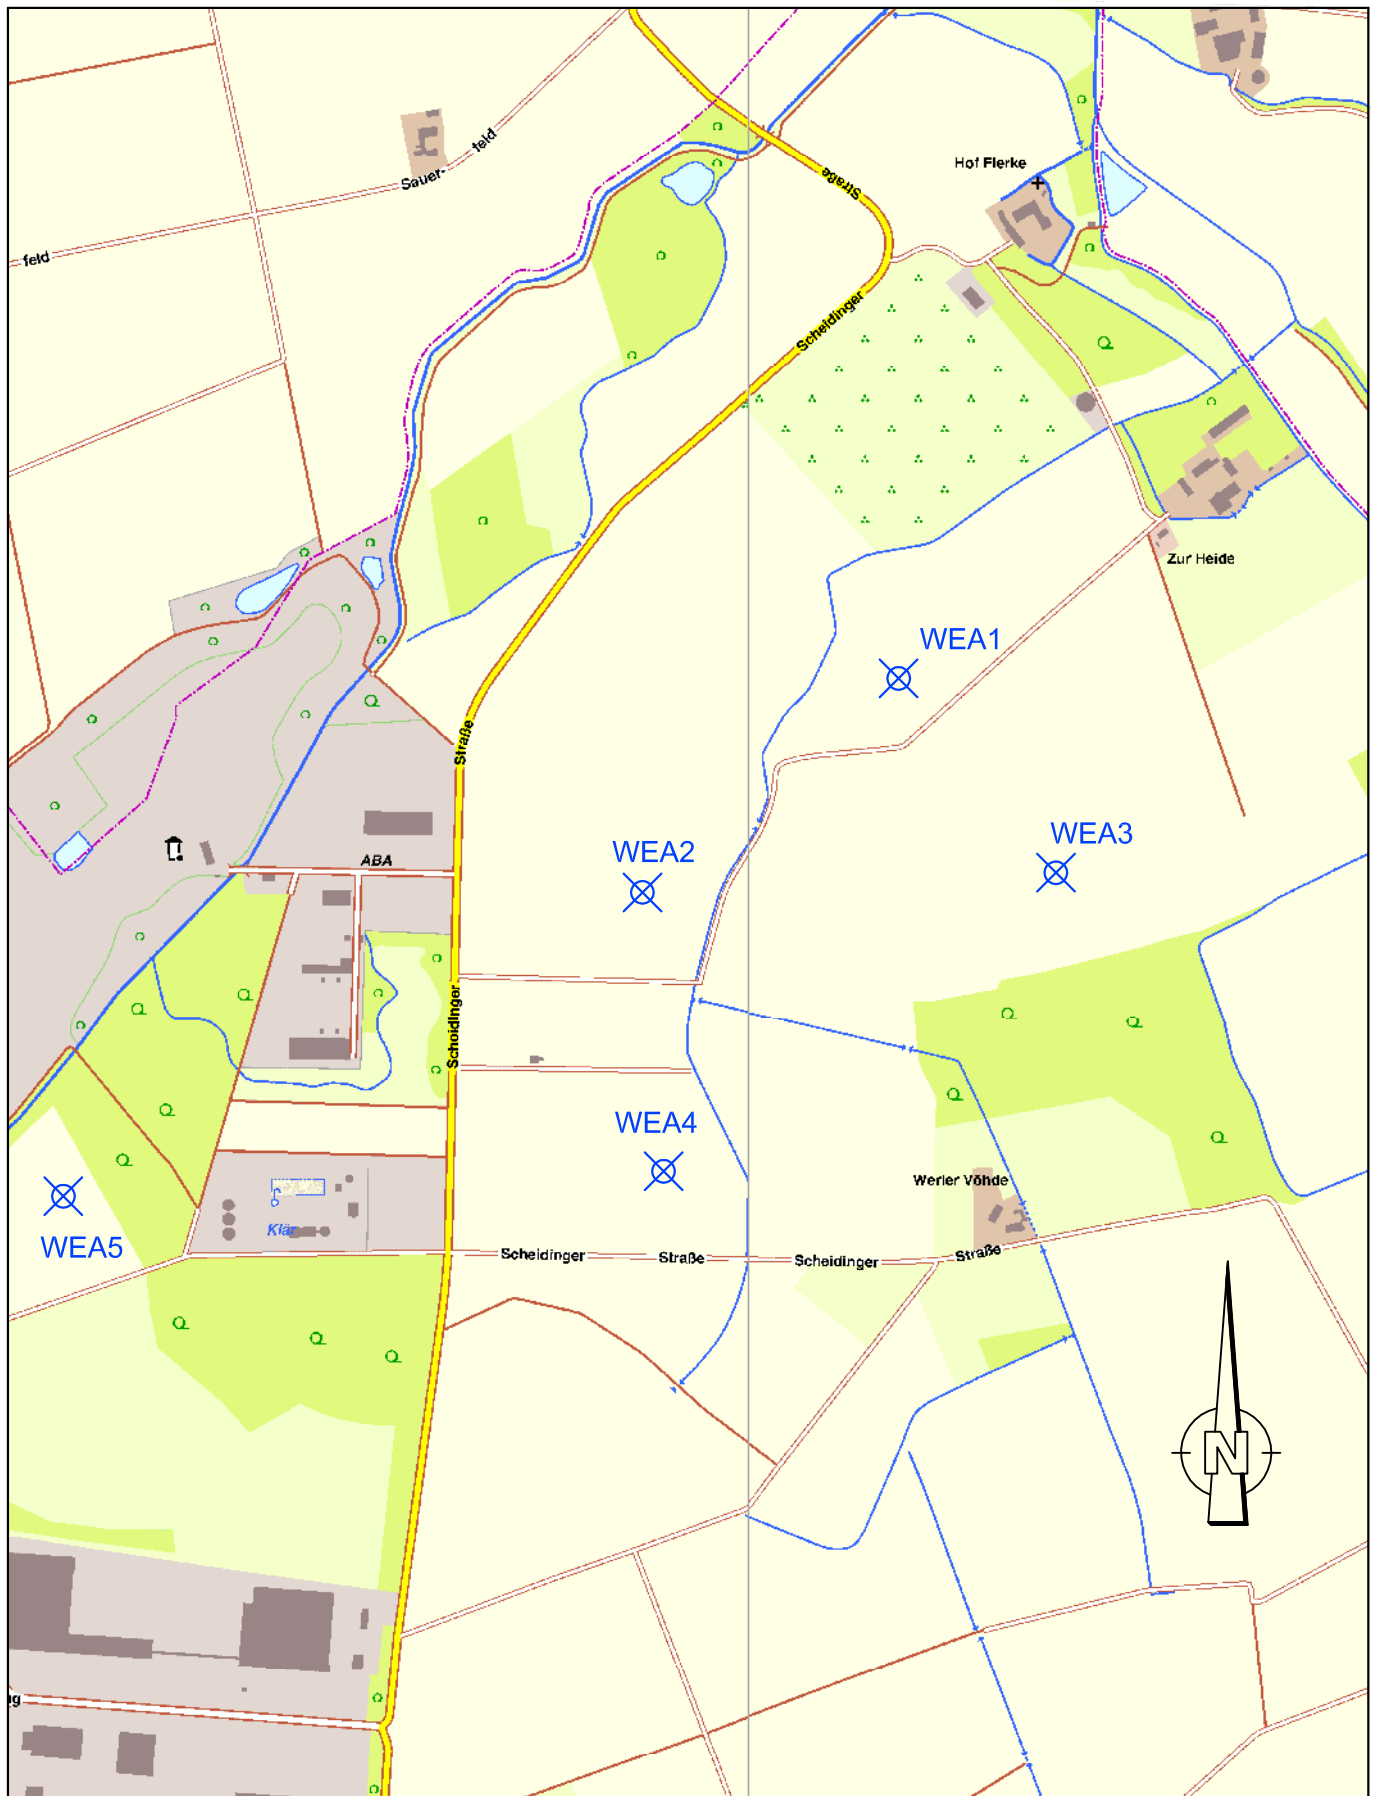 Hof Flerke
Straße
feld
Sauer-
feld
Scheidinger
Zur Heide
WEA1
Straße
WEA3
WEA2
ABA
Scheidinger
WEA4
Werler Vöhde
WEA5
Klär
Scheidinger
Straße
Scheidinger
Straße
N